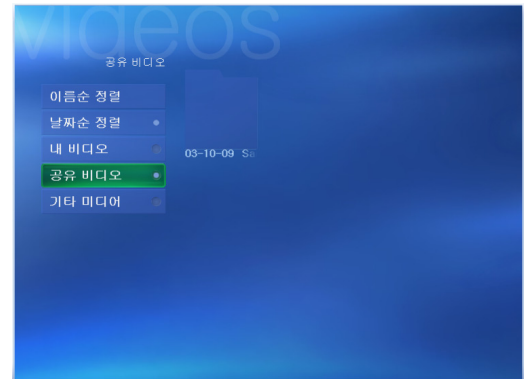 videos
공유 비디오
이름순 정렬
날짜순 정렬
내 비디오
03-10-09
공유 비디오
기타 미디어